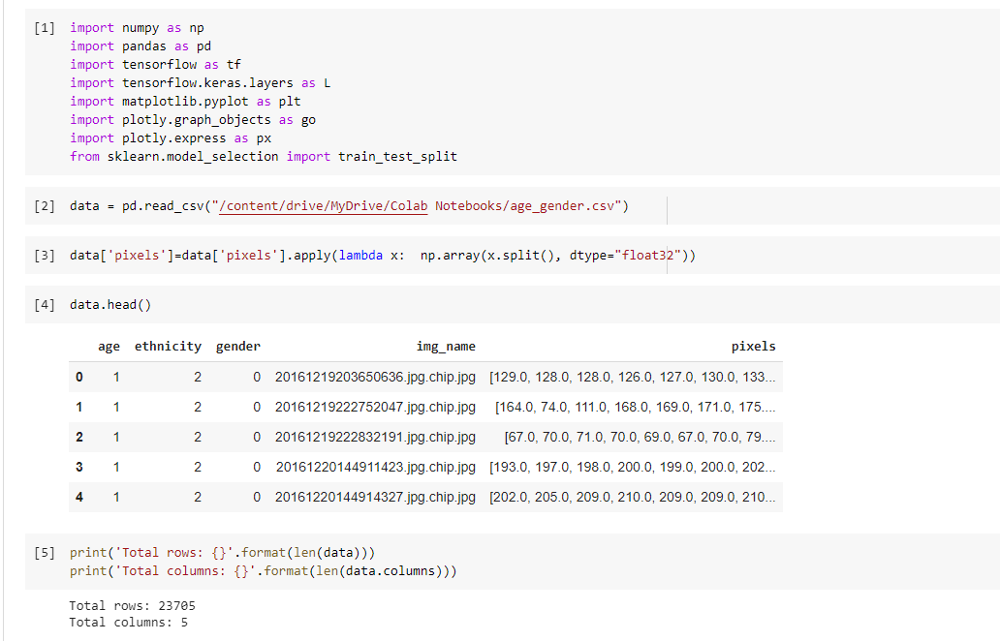 [1] import numpy as np
import pandas as pd
import tensorflow as tf
import tensorflow.keras.layers as L
import matplotlib.pyplot as plt
import plotly.graph_objects as go
import plotly.express as px
from sklearn.model_selection import train_test_split
[2] data = pd.read_csv("/content/drive/MyDrive/Colab Notebooks/age_gender.csv")
[3] data['pixels']=data['pixels'].apply(lambda x:  np.array(x.split(), dtype="float32"))
[4] data.head()
age ethnicity gender img_name pixels
0 1 2 0 20161219203650636.jpg.chip.jpg [129.0, 128.0, 128.0, 126.0, 127.0, 130.0, 133...
1 1 2 0 20161219222752047.jpg.chip.jpg [164.0, 74.0, 111.0, 168.0, 169.0, 171.0, 175....
2 1 2 0 20161219222832191.jpg.chip.jpg [67.0, 70.0, 71.0, 70.0, 69.0, 67.0, 70.0, 79....
3 1 2 0 20161220144911423.jpg.chip.jpg [193.0, 197.0, 198.0, 200.0, 199.0, 200.0, 202...
4 1 2 0 20161220144914327.jpg.chip.jpg [202.0, 205.0, 209.0, 210.0, 209.0, 209.0, 210...
[5] print('Total rows: {}'.format(len(data)))
print('Total columns: {}'.format(len(data.columns)))
Total rows: 23705
Total columns: 5